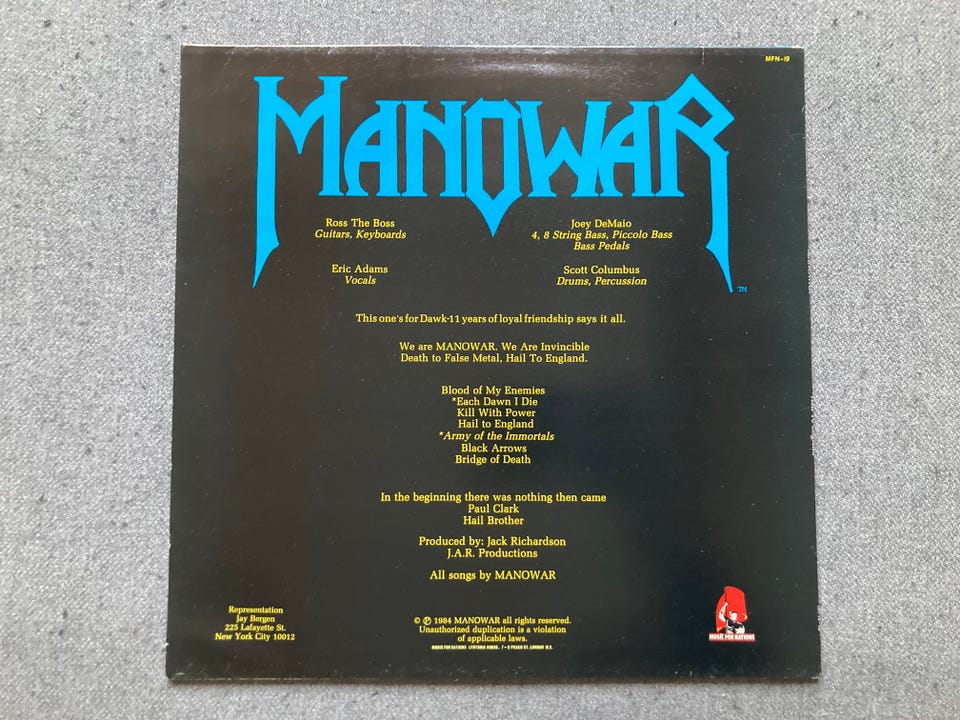 MFN-19
MANOWAR
TM
Ross The Boss
Guitars, Keyboards
Joey DeMaio
4, 8 String Bass, Piccolo Bass
Bass Pedals
Eric Adams
Vocals
Scott Columbus
Drums, Percussion
This one's for Dawk-11 years of loyal friendship says it all.
We are MANOWAR. We Are Invincible
Death to False Metal, Hail To England.
Blood of My Enemies
*Each Dawn I Die
Kill With Power
Hail to England
*Army of the Immortals
Black Arrows
Bridge of Death
In the beginning there was nothing then came
Paul Clark
Hail Brother
Produced by: Jack Richardson
J.A.R. Productions
All songs by MANOWAR
Representation
Jay Bergen
225 Lafayette St.
New York City 10012
© ℗ 1984 MANOWAR all rights reserved.
Unauthorized duplication is a violation
of applicable laws.
MUSIC FOR NATIONS
MUSIC FOR NATIONS